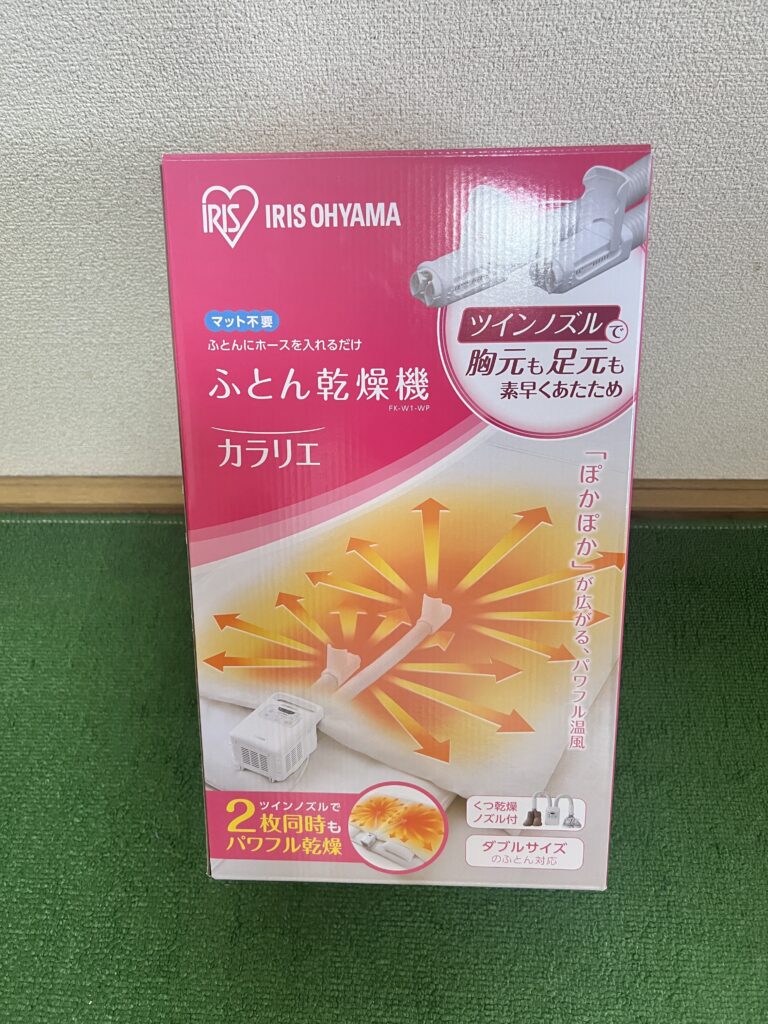 IRIS IRIS OHYAMA
マット不要
ふとんにホースを入れるだけ
ふとん乾燥機
FK-W1-WP
カラリエ
ツインノズルで
胸元も足元も
素早くあたため
「ぽかぽか」が広がる、パワフル温風
ツインノズルで
2枚同時も
パワフル乾燥
くつ乾燥
ノズル付
ダブルサイズ
のふとん対応